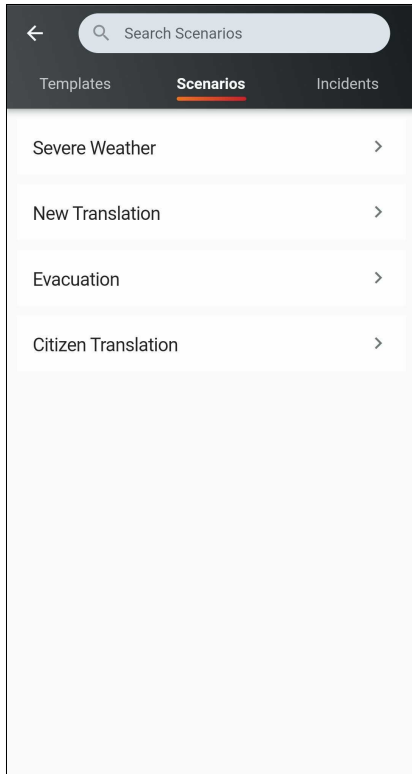 Search Scenarios
Templates Scenarios Incidents
Severe Weather
New Translation
Evacuation
Citizen Translation